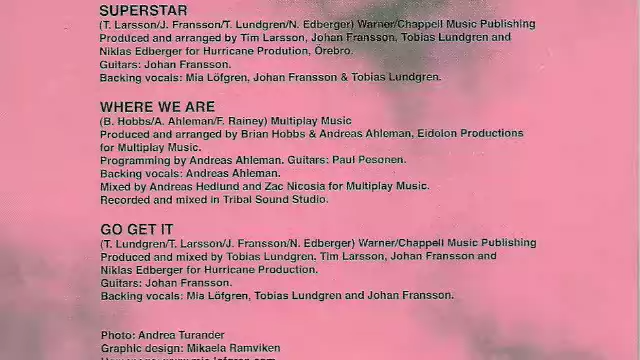 SUPERSTAR
(T. Larsson/J. Fransson/T. Lundgren/N. Edberger) Warner/Chappell Music Publishing
Produced and arranged by Tim Larsson, Johan Fransson, Tobias Lundgren and
Niklas Edberger for Hurricane Prodution, Örebro.
Guitars: Johan Fransson.
Backing vocals: Mia Löfgren, Johan Fransson & Tobias Lundgren.
WHERE WE ARE
(B. Hobbs/A. Ahleman/F. Rainey) Multiplay Music
Produced and arranged by Brian Hobbs & Andreas Ahleman, Eidolon Productions
for Multiplay Music.
Programming by Andreas Ahleman. Guitars: Paul Pesonen.
Backing vocals: Andreas Ahleman.
Mixed by Andreas Hedlund and Zac Nicosia for Multiplay Music.
Recorded and mixed in Tribal Sound Studio.
GO GET IT
(T. Lundgren/T. Larsson/J. Fransson/N. Edberger) Warner/Chappell Music Publishing
Produced and mixed by Tobias Lundgren. Tim Larsson, Johan Fransson and
Niklas Edberger for Hurricane Production.
Guitars: Johan Fransson.
Backing vocals: Mia Löfgren, Tobias Lundgren and Johan Fransson.
Photo: Andrea Turander
Graphic design: Mikaela Ramviken